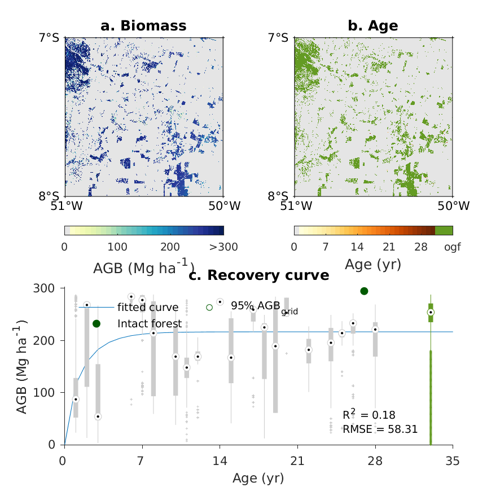 a. Biomass
b. Age
7°S
7°S
8°S
8°S
51°W
50°W
51°W
50°W
0
100
200
>300
0
7
14
21
28
ogf
AGB (Mg ha⁻¹)
Age (yr)
c. Recovery curve
300
200
100
0
AGB (Mg ha⁻¹)
fitted curve
95% AGB grid
Intact forest
R² = 0.18
RMSE = 58.31
0
7
14
21
28
35
Age (yr)